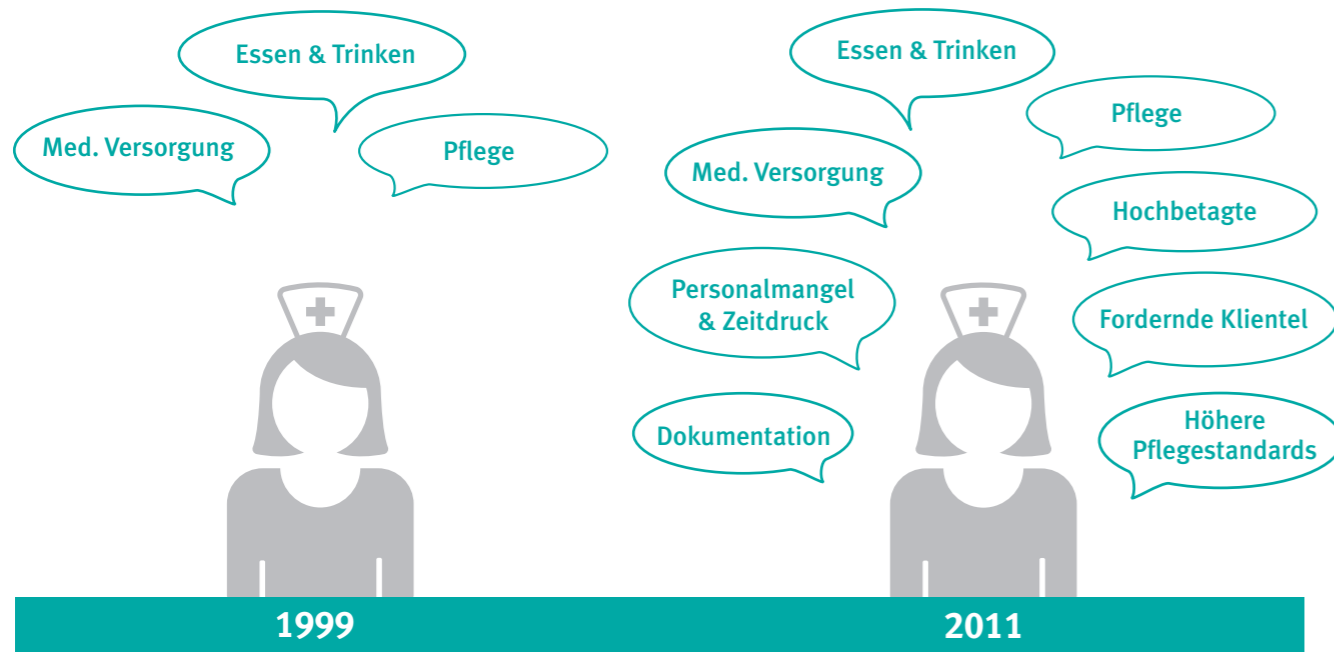 Essen & Trinken
Med. Versorgung
Pflege
1999
Essen & Trinken
Pflege
Med. Versorgung
Hochbetagte
Personalmangel
& Zeitdruck
Fordernde Klientel
Dokumentation
Höhere
Pflegestandards
2011